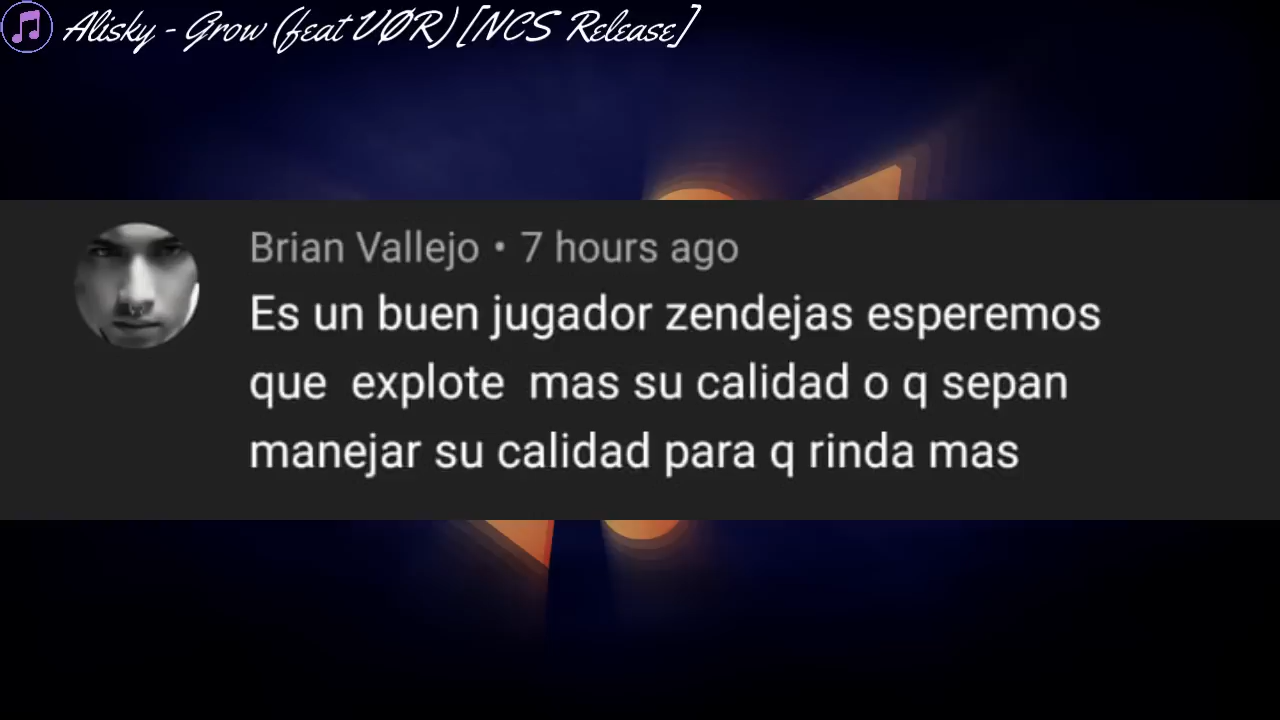 Alisky - Grow (feat VØR) [NCS Release]
Brian Vallejo • 7 hours ago
Es un buen jugador zendejas esperemos
que explote mas su calidad o q sepan
manejar su calidad para q rinda mas